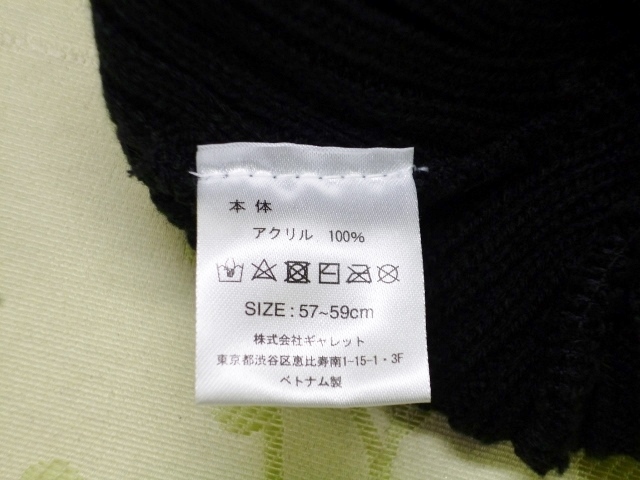 本体
アクリル 100%
SIZE : 57~59cm
株式会社ギャレット
東京都渋谷区恵比寿南1-15-1・3F
ベトナム製